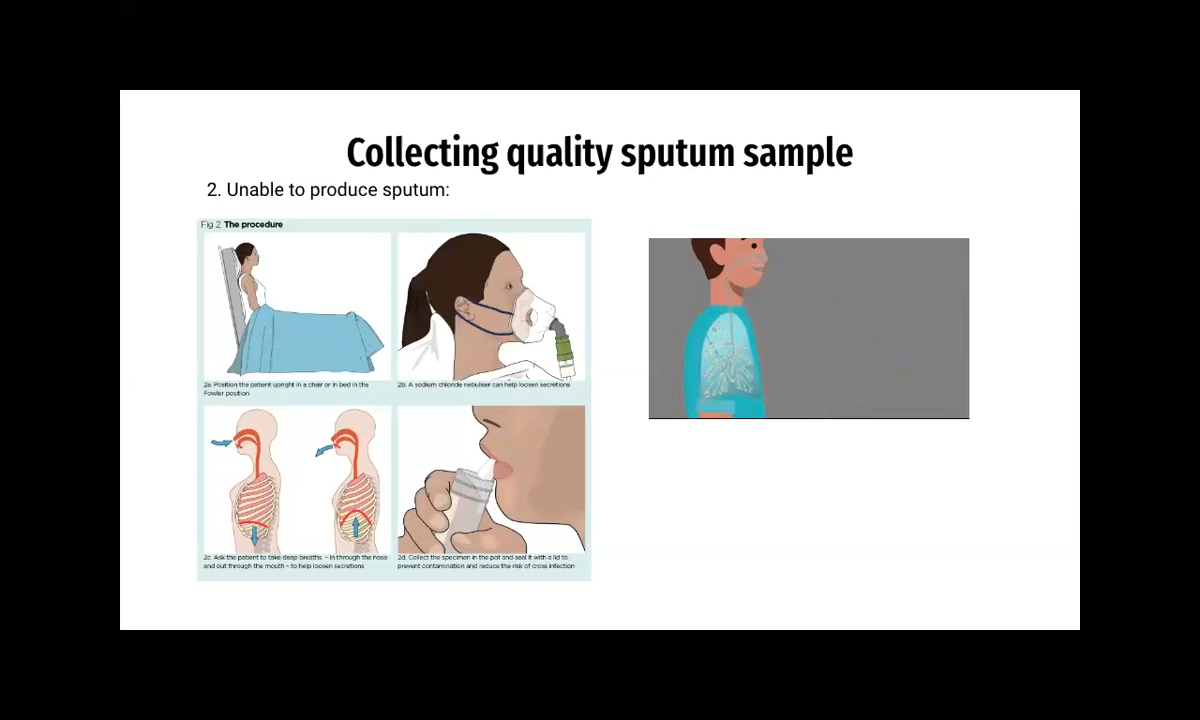 Collecting quality sputum sample
2. Unable to produce sputum:
Fig 2 The procedure
2a. Position the patient upright in a chair or in bed in the
Fowler position
2b. A sodium chloride nebuliser can help loosen secretions
2c. Ask the patient to take deep breaths – in through the nose
and out through the mouth – to help loosen secretions
2d. Collect the specimen in the pot and seal it with a lid to
prevent contamination and reduce the risk of cross infection